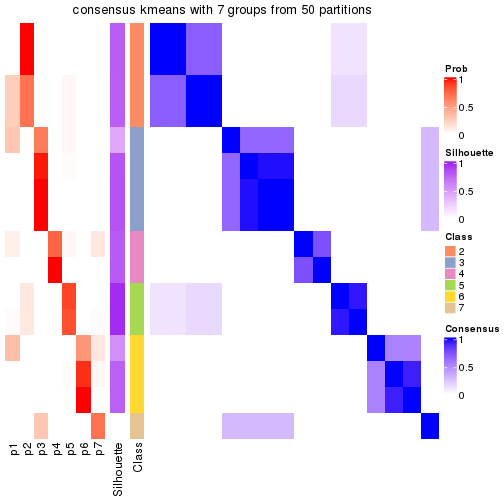 consensus kmeans with 7 groups from 50 partitions
Prob
1
0.5
0
Silhouette
1
0.5
0
Class
2
3
4
5
6
7
Consensus
1
0.5
0
p1
p2
p3
p4
p5
p6
p7
Silhouette
Class